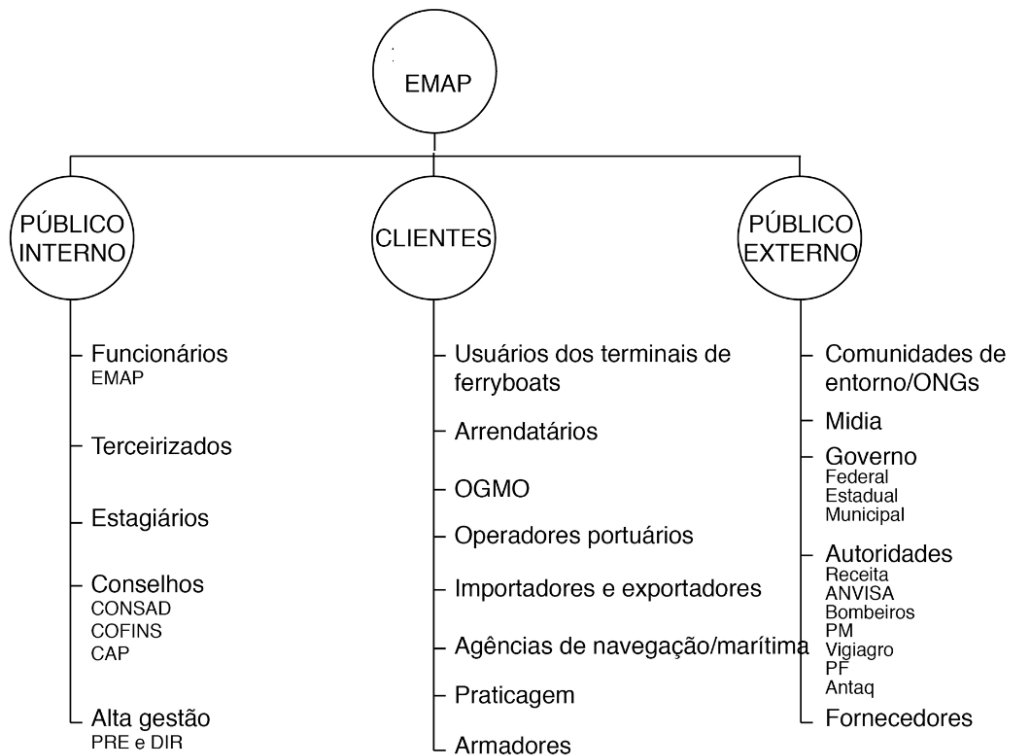 EMAP
PÚBLICO
INTERNO
Funcionários
EMAP
Terceirizados
Estagiários
Conselhos
CONSAD
COFINS
CAP
Alta gestão
PRE e DIR
CLIENTES
Usuários dos terminais de
ferryboats
Arrendatários
OGMO
Operadores portuários
Importadores e exportadores
Agências de navegação/marítima
Praticagem
Armadores
PÚBLICO
EXTERNO
Comunidades de
entorno/ONGs
Midia
Governo
Federal
Estadual
Municipal
Autoridades
Receita
ANVISA
Bombeiros
PM
Vigiagro
PF
Antaq
Fornecedores